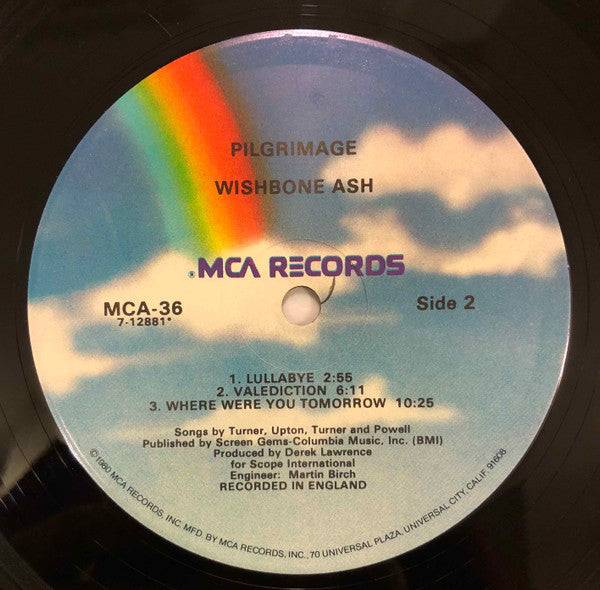 PILGRIMAGE
WISHBONE ASH
® MCA RECORDS
MCA-36
7-12881*
Side 2
1. LULLABYE 2:55
2. VALEDICTION 6:11
3. WHERE WERE YOU TOMORROW 10:25
Songs by Turner, Upton, Turner and Powell
Published by Screen Gems-Columbia Music, Inc. (BMI)
Produced by Derek Lawrence
for Scope International
Engineer: Martin Birch
RECORDED IN ENGLAND
©1980 MCA RECORDS, INC. MFD. BY MCA RECORDS, INC., 70 UNIVERSAL PLAZA, UNIVERSAL CITY, CALIF. 91608